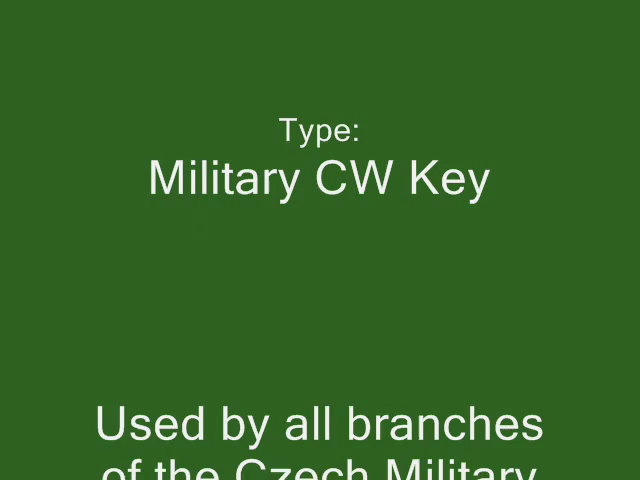 Type:
Military CW Key
Used by all branches
of the Czech Military